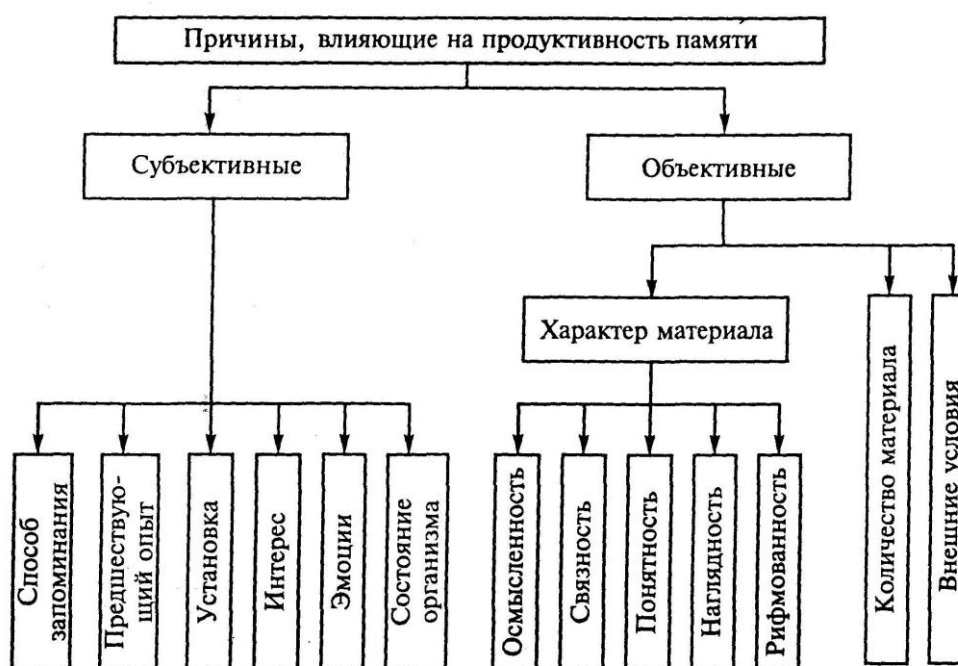 Причины, влияющие на продуктивность памяти
Субъективные
Объективные
Характер материала
Способ
запоминания
Предшествую-
щий опыт
Установка
Интерес
Эмоции
Состояние
организма
Осмысленность
Связность
Понятность
Наглядность
Рифмованность
Количество материала
Внешние условия